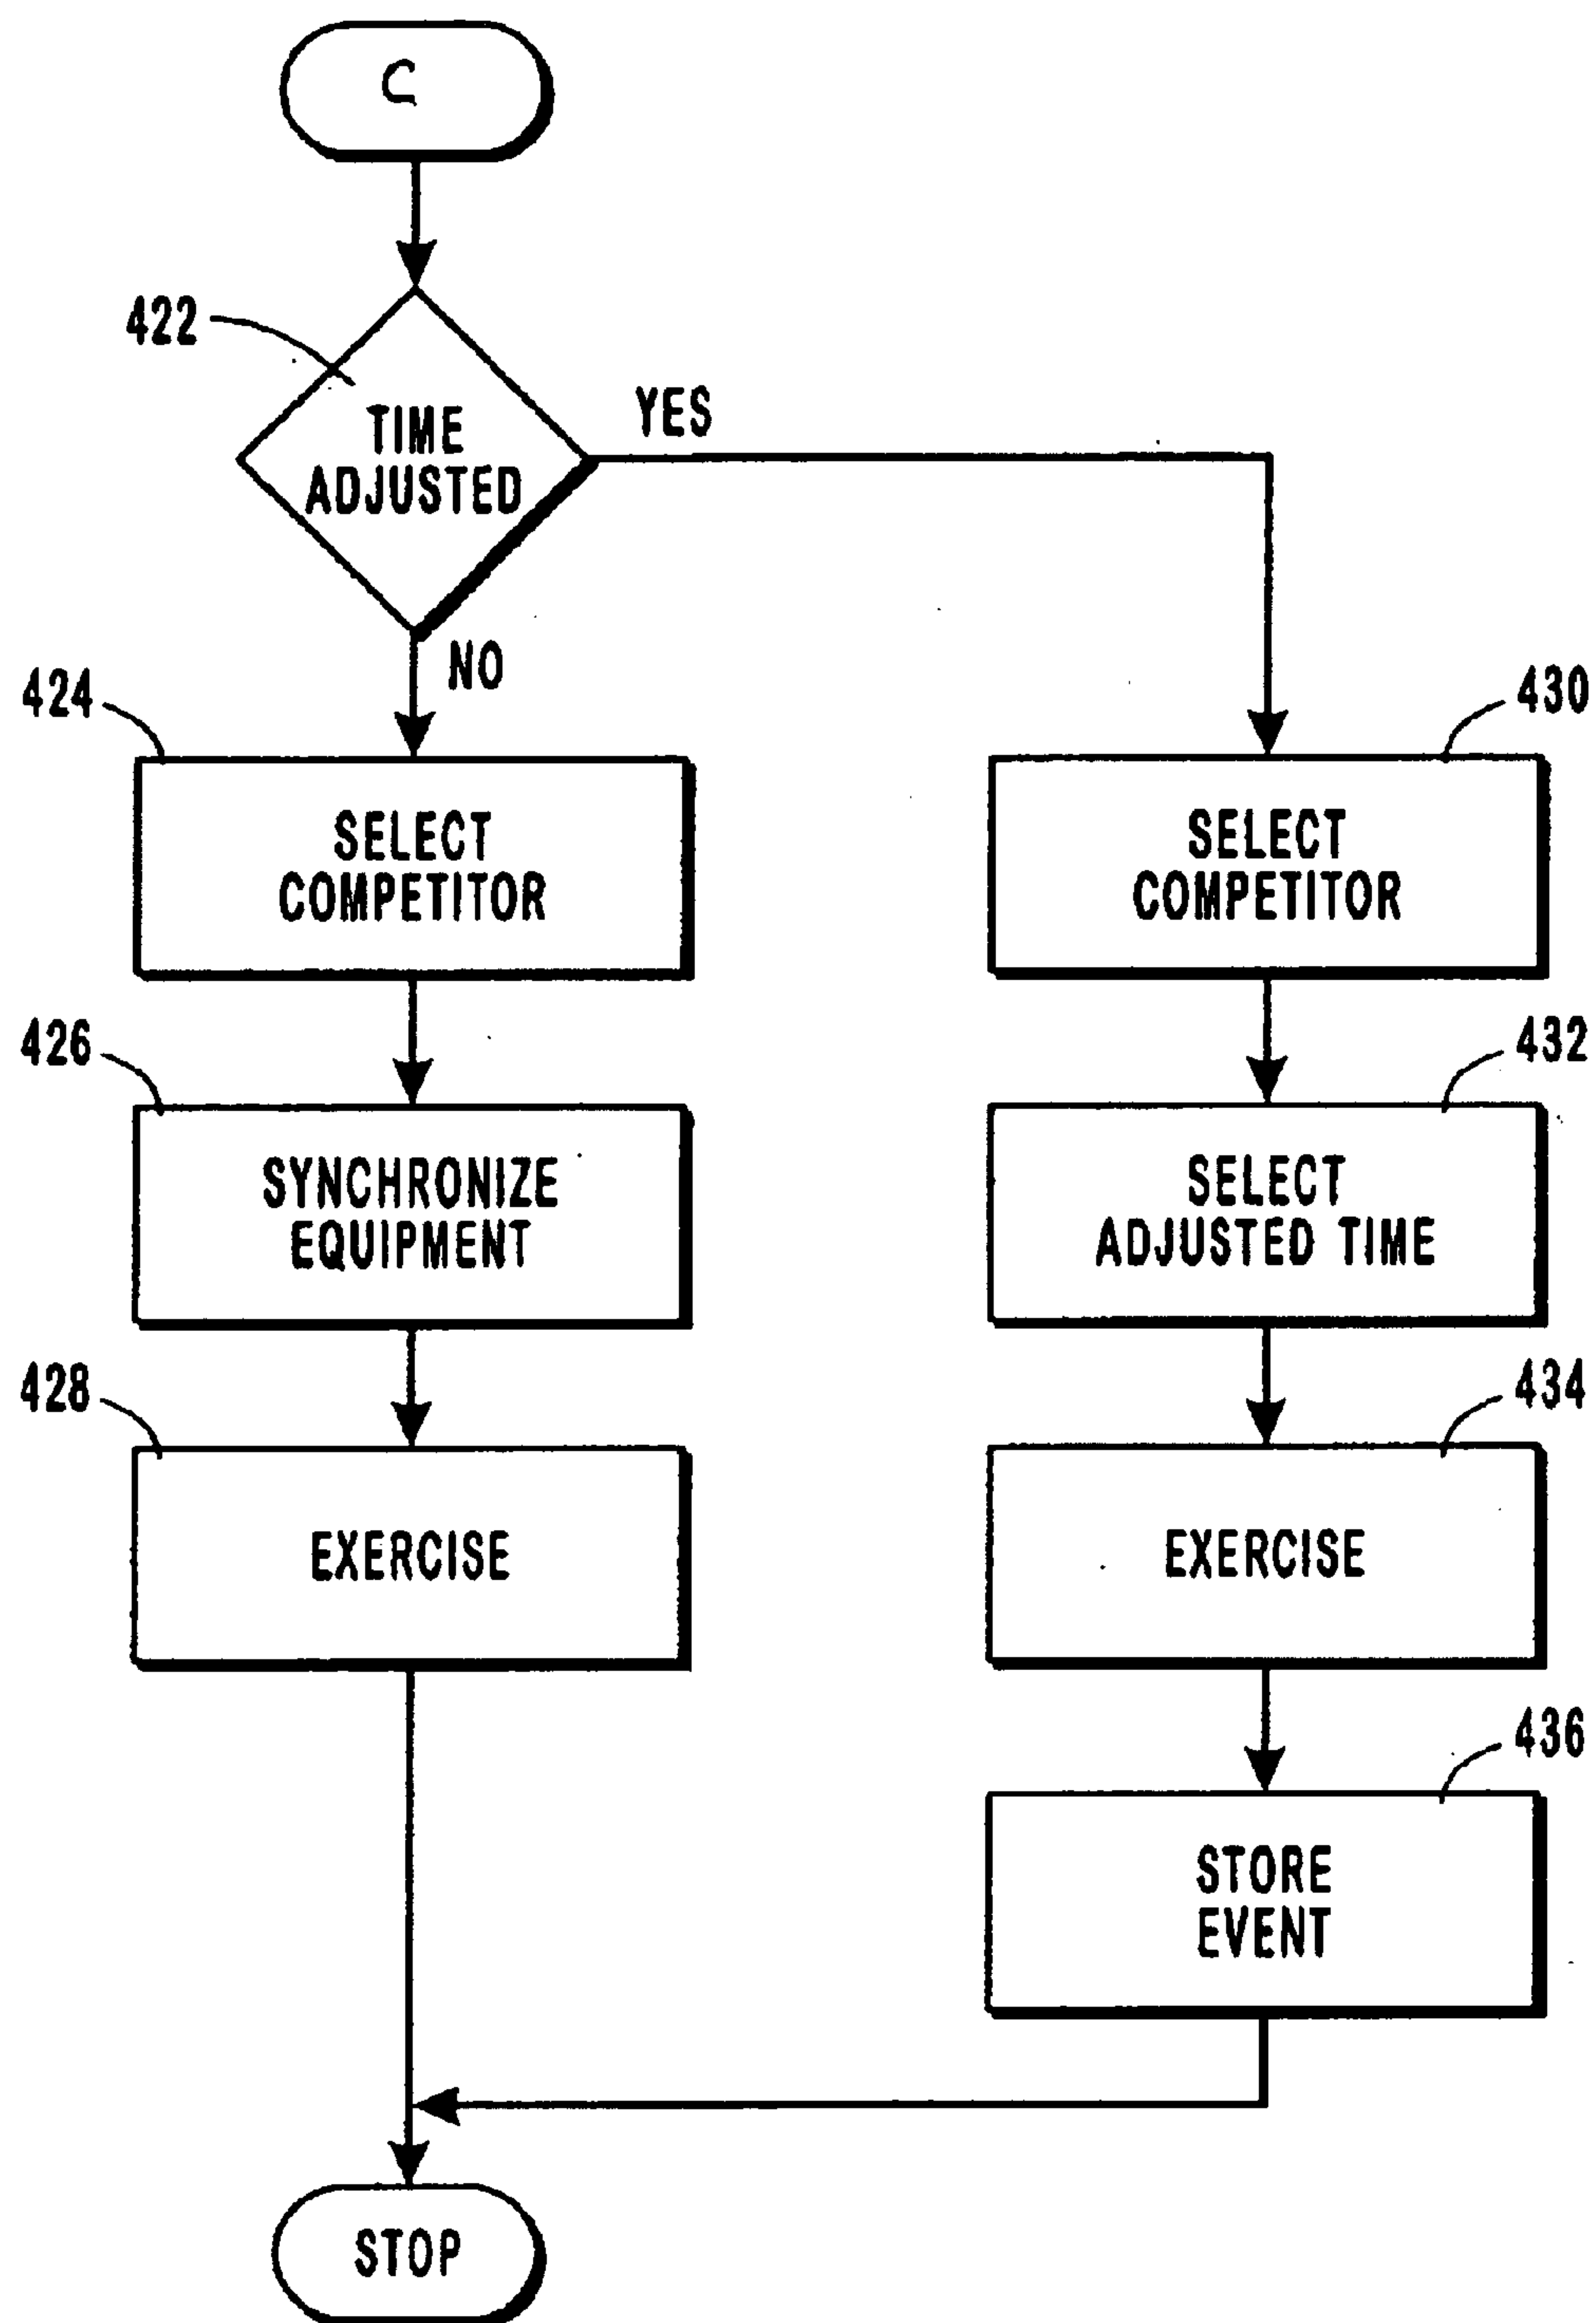 C
422
TIME
ADJUSTED
YES
NO
424
SELECT
COMPETITOR
430
SELECT
COMPETITOR
426
SYNCHRONIZE
EQUIPMENT
432
SELECT
ADJUSTED TIME
428
EXERCISE
434
EXERCISE
436
STORE
EVENT
STOP